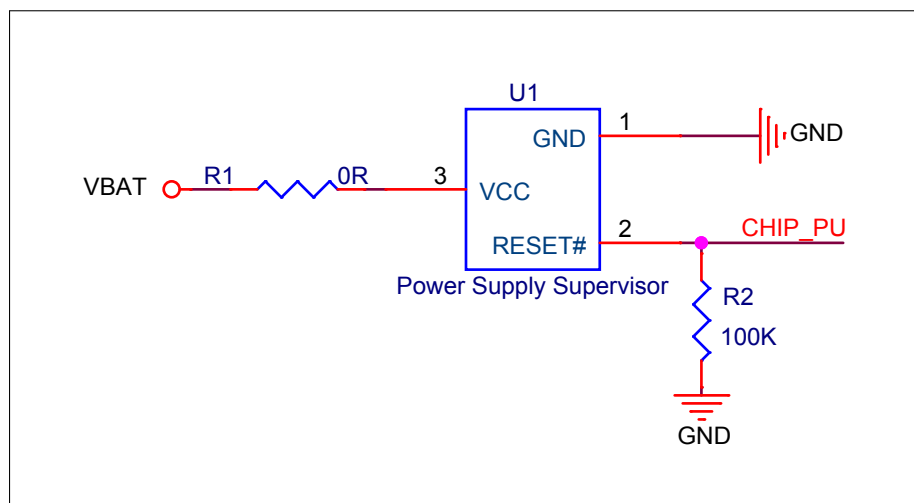 U1
1
GND
GND
VBAT
R1
0R
3
VCC
2
CHIP_PU
RESET#
Power Supply Supervisor
R2
100K
GND